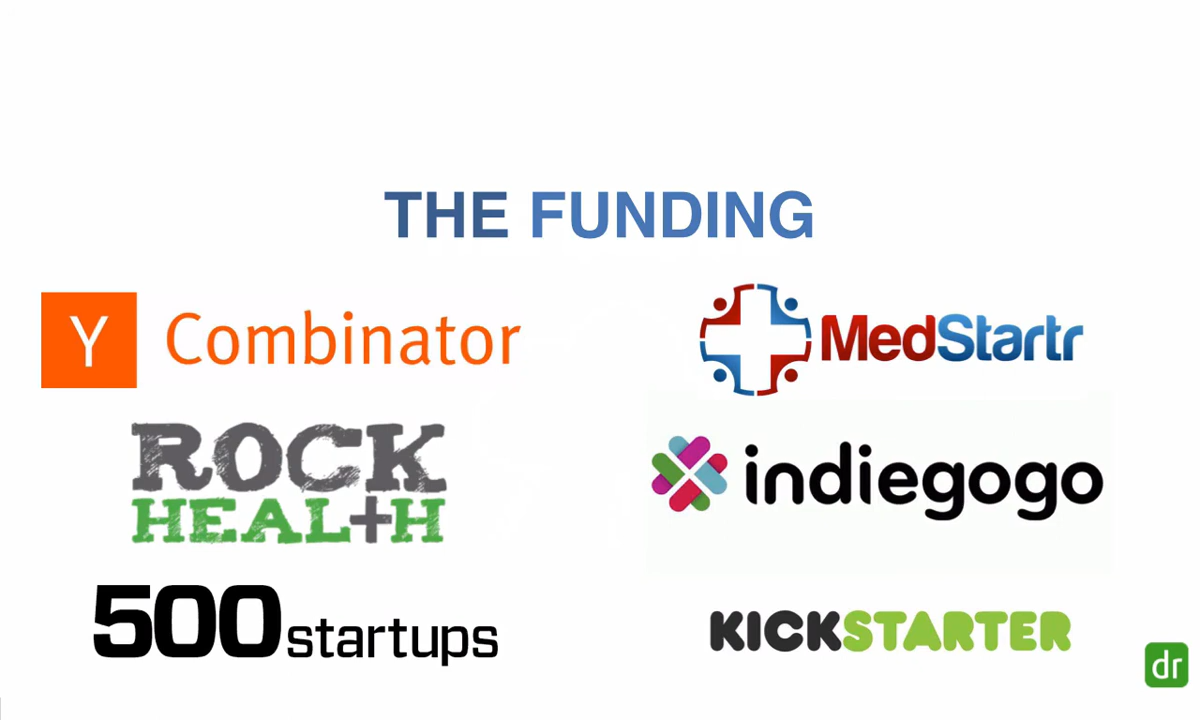 THE FUNDING
Y Combinator
MedStartr
ROCK
HEALTH
indiegogo
500startups
KICKSTARTER
dr